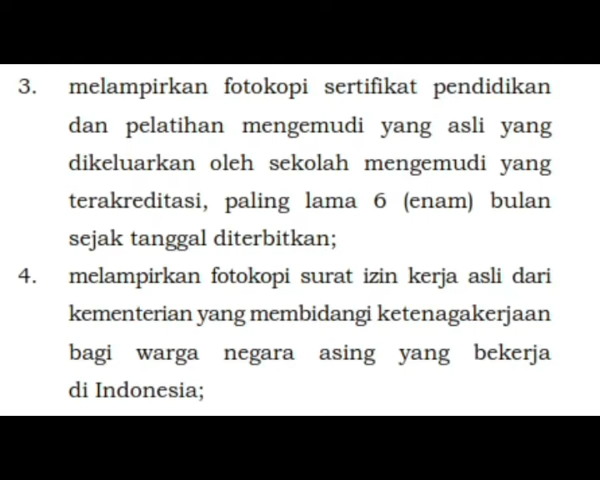 3. melampirkan fotokopi sertifikat pendidikan
dan pelatihan mengemudi yang asli yang
dikeluarkan oleh sekolah mengemudi yang
terakreditasi, paling lama 6 (enam) bulan
sejak tanggal diterbitkan;
4. melampirkan fotokopi surat izin kerja asli dari
kementerian yang membidangi ketenagakerjaan
bagi warga negara asing yang bekerja
di Indonesia;